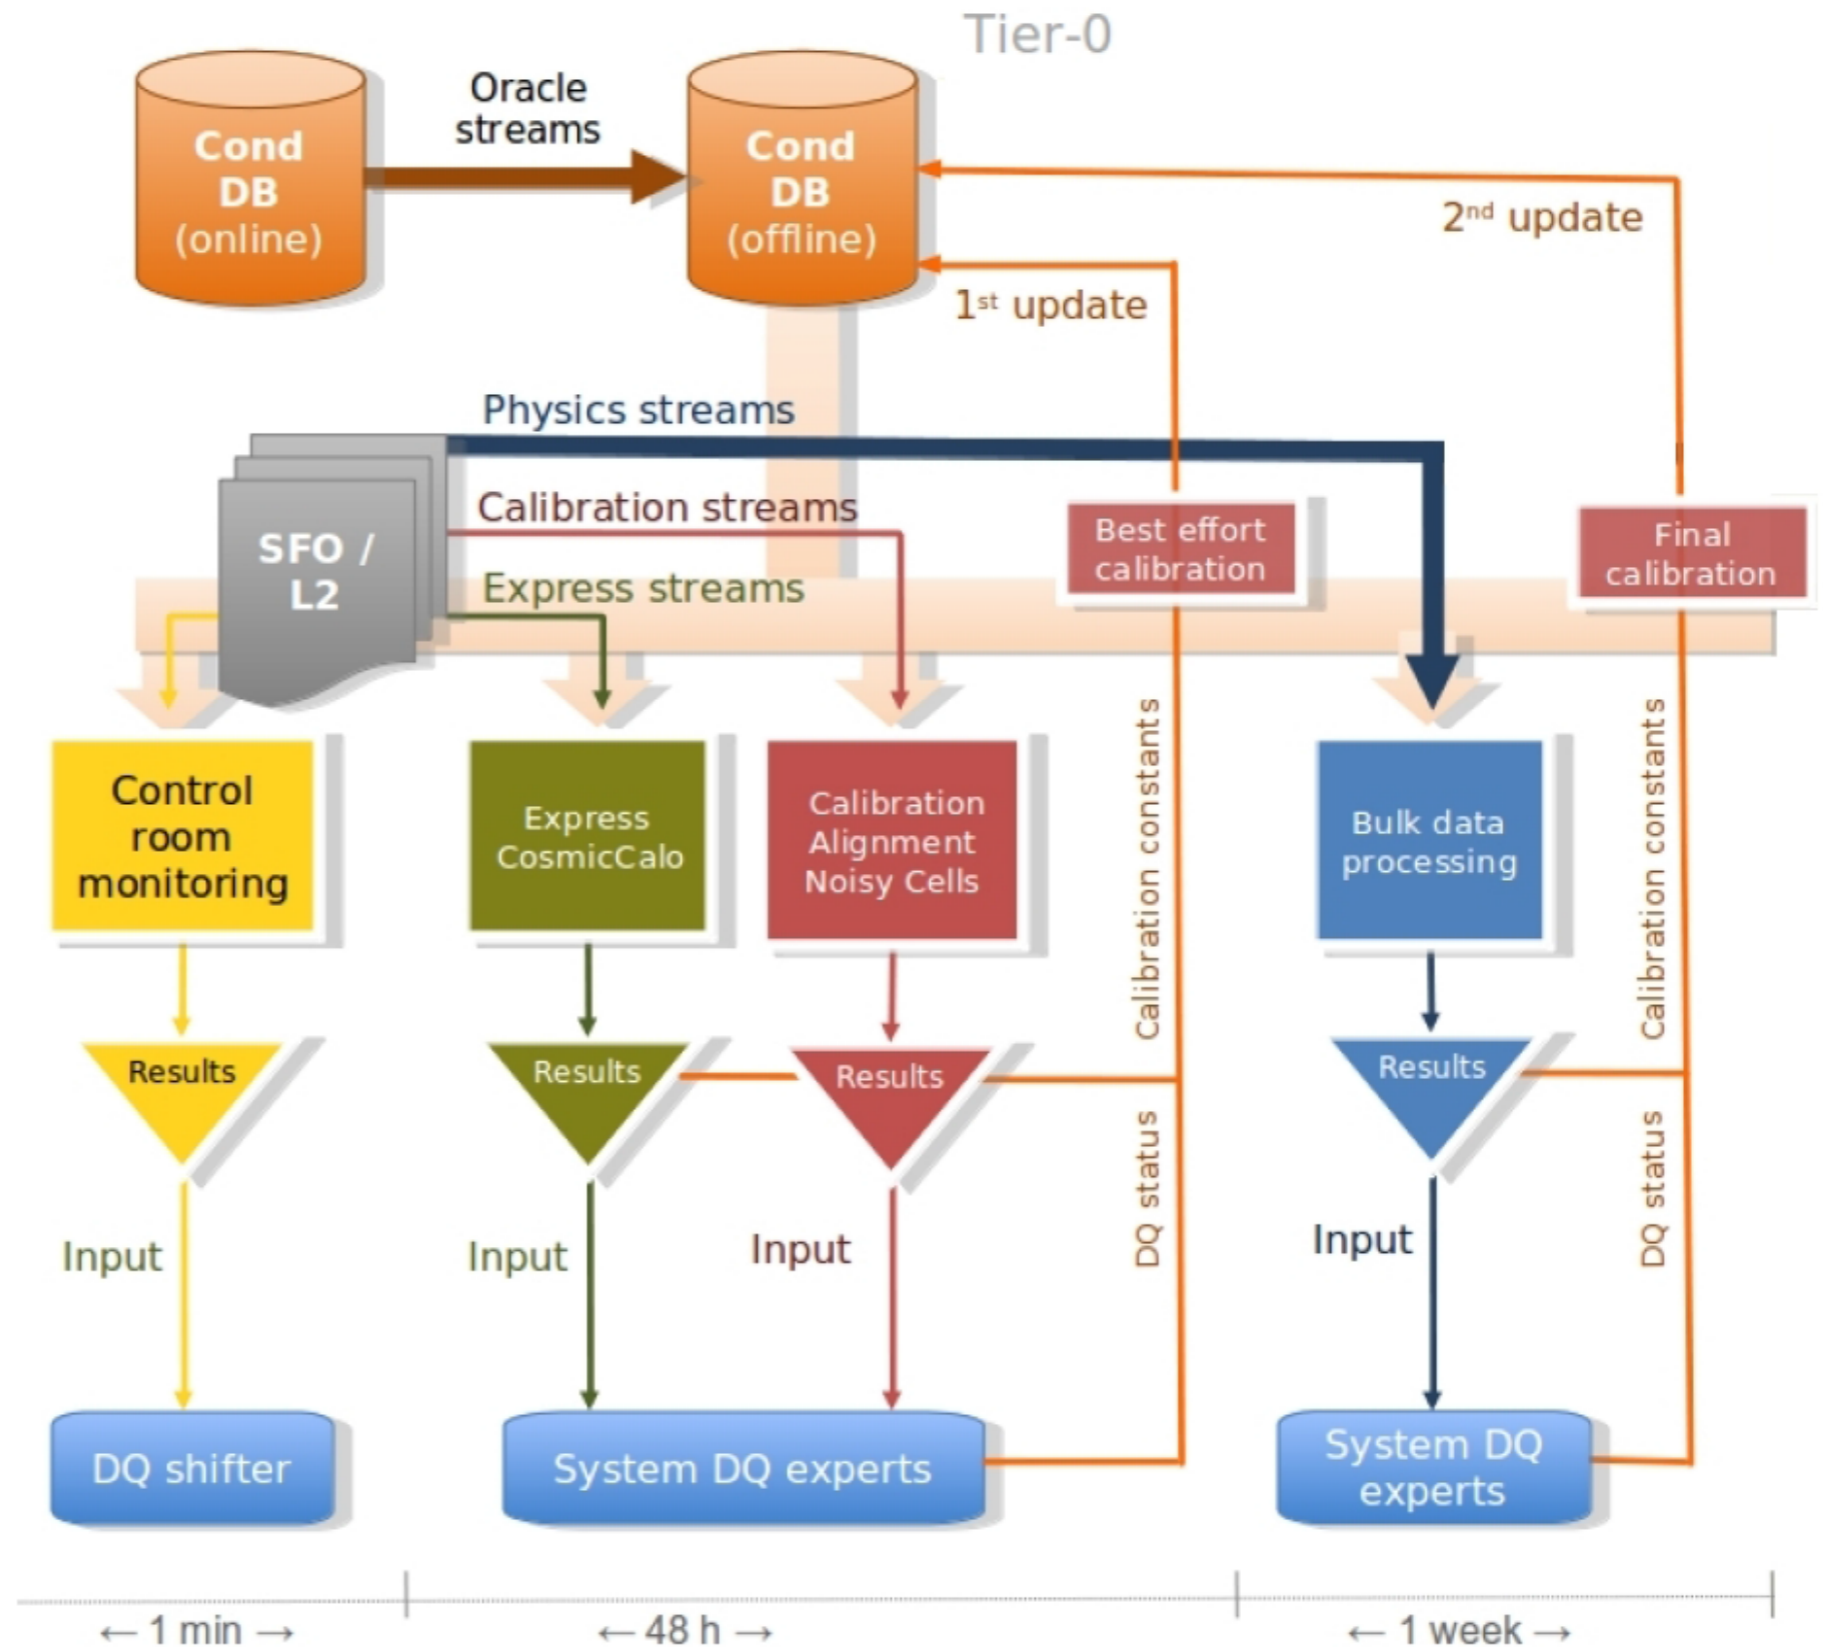 Tier-0
Cond
DB
(online)
Oracle
streams
Cond
DB
(offline)
2nd update
1st update
Physics streams
Calibration streams
Express streams
SFO /
L2
Best effort
calibration
Final
calibration
Control
room
monitoring
Express
CosmicCalo
Calibration
Alignment
Noisy Cells
Calibration constants
Bulk data
processing
Calibration constants
Results
Results
Results
Results
DQ status
DQ status
Input
Input
Input
Input
DQ shifter
System DQ experts
System DQ
experts
← 1 min →
← 48 h →
← 1 week →